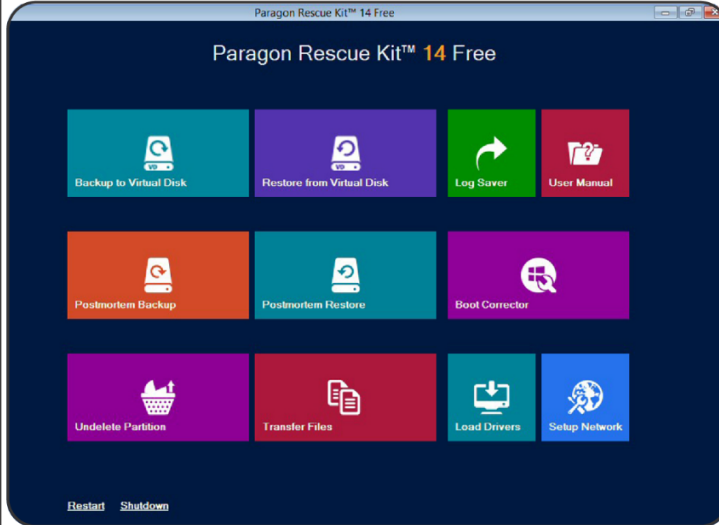 Paragon Rescue Kit™ 14 Free
Paragon Rescue Kit™ 14 Free
VD
VD
Backup to Virtual Disk
Restore from Virtual Disk
Log Saver
User Manual
Postmortem Backup
Postmortem Restore
Boot Corrector
Undelete Partition
Transfer Files
Load Drivers
Setup Network
Restart Shutdown